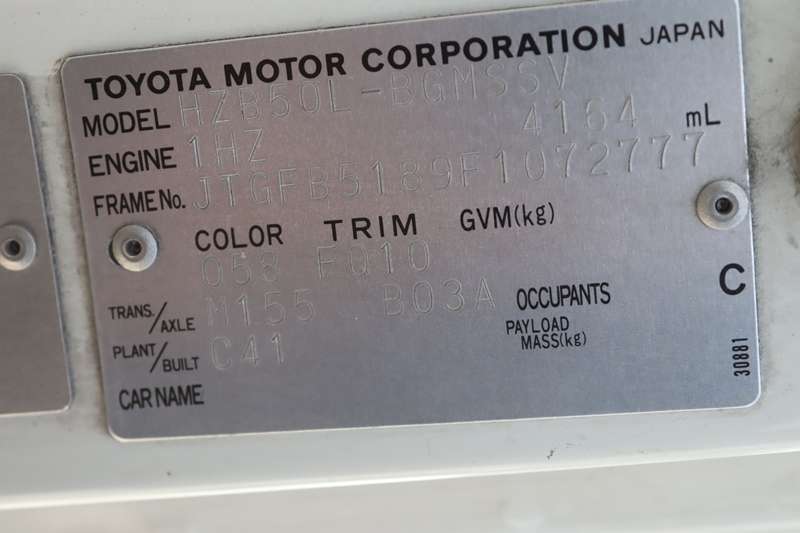 TOYOTA MOTOR CORPORATION JAPAN
MODEL HZB50L-BGMSSV
ENGINE 1HZ 4164 mL
FRAME No. JTGFB5189F1072777
COLOR TRIM GVM(kg)
058 FQ10
TRANS./AXLE M155 B03A OCCUPANTS
PLANT/BUILT C41 PAYLOAD MASS(kg)
CAR NAME
C
30881